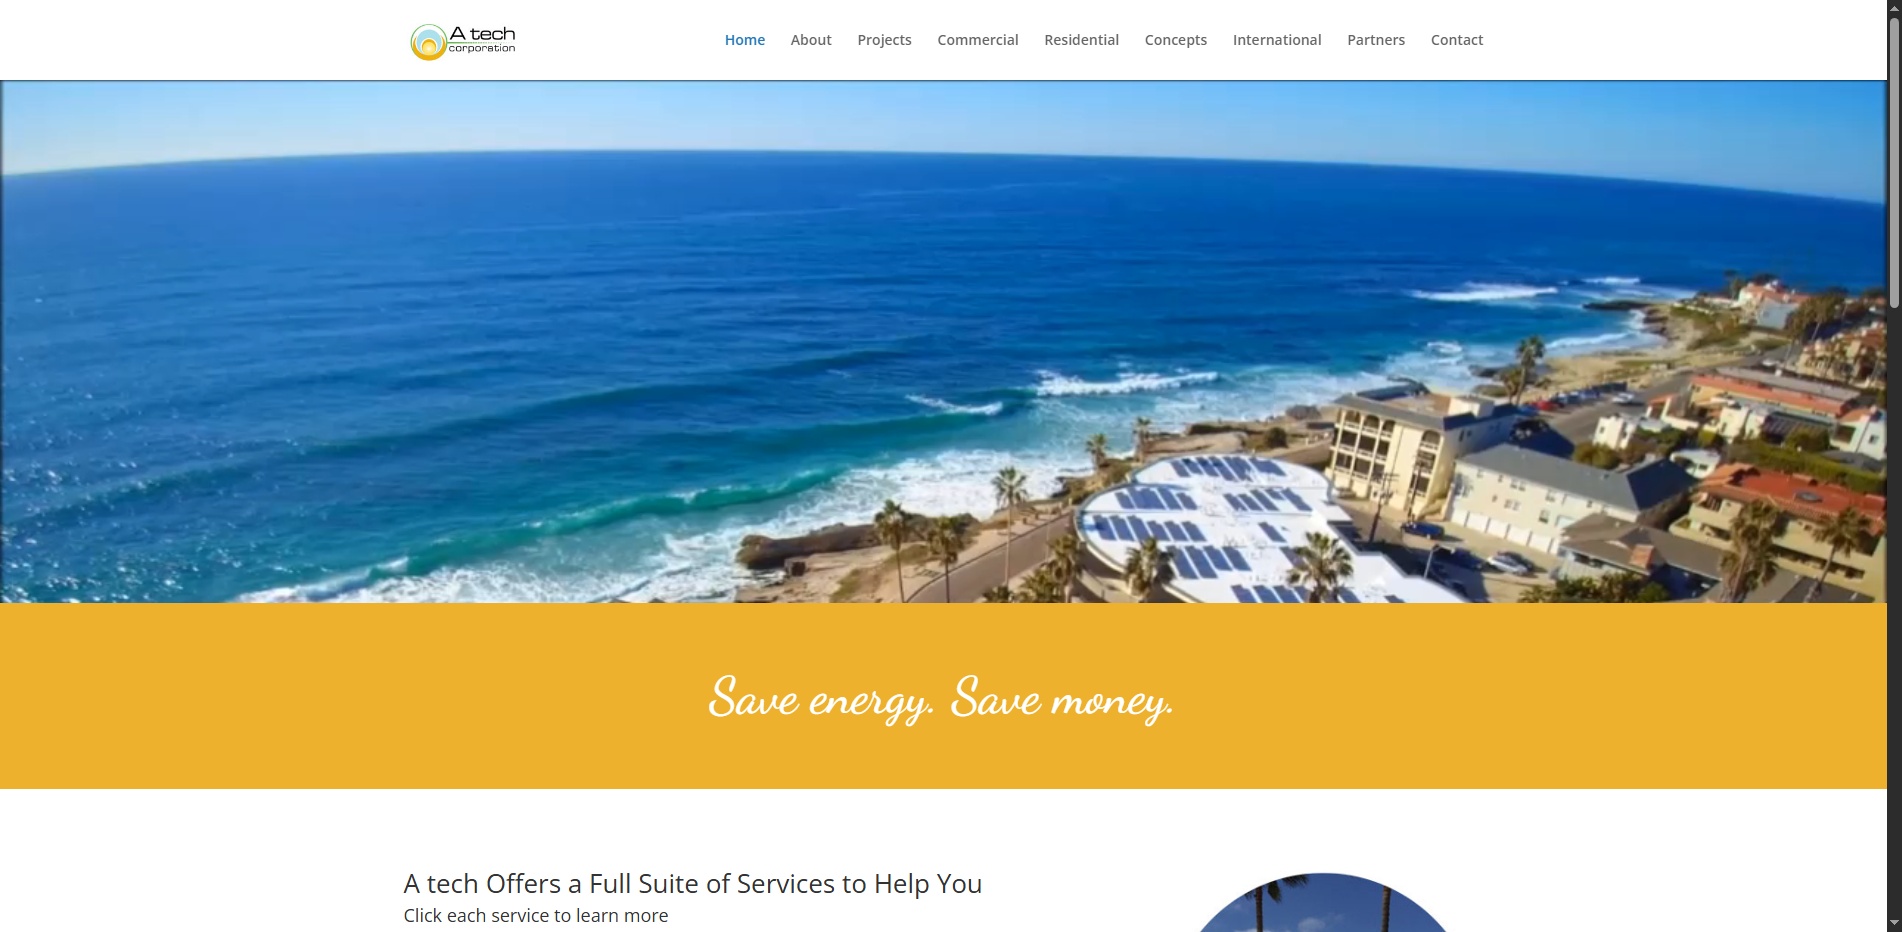 A tech
corporation
Home About Projects Commercial Residential Concepts International Partners Contact
Save energy. Save money.
A tech Offers a Full Suite of Services to Help You
Click each service to learn more